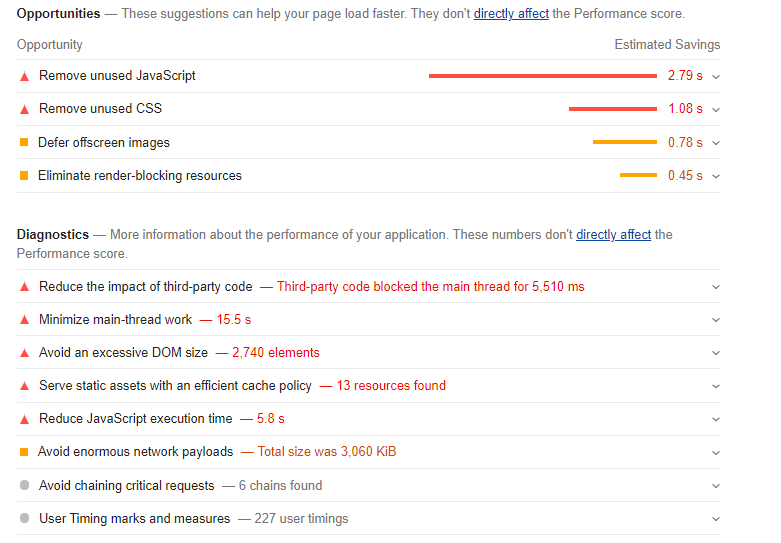 Opportunities — These suggestions can help your page load faster. They don't directly affect the Performance score.
Opportunity Estimated Savings
Remove unused JavaScript 2.79 s
Remove unused CSS 1.08 s
Defer offscreen images 0.78 s
Eliminate render-blocking resources 0.45 s
Diagnostics — More information about the performance of your application. These numbers don't directly affect the
Performance score.
Reduce the impact of third-party code — Third-party code blocked the main thread for 5,510 ms
Minimize main-thread work — 15.5 s
Avoid an excessive DOM size — 2,740 elements
Serve static assets with an efficient cache policy — 13 resources found
Reduce JavaScript execution time — 5.8 s
Avoid enormous network payloads — Total size was 3,060 KiB
Avoid chaining critical requests — 6 chains found
User Timing marks and measures — 227 user timings